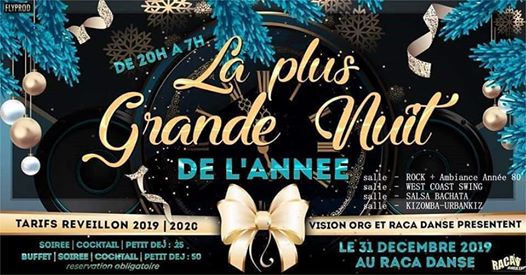 FLYPROD
DE 20H A 7H
La plus
Grande Nuit
DE L'ANNEE
salle - ROCK + Ambiance Année 80
salle - WEST COAST SWING
salle - SALSA BACHATA
salle - KIZOMBA-URBANKIZ
TARIFS REVEILLON 2019 | 2020
VISION ORG ET RACA DANSE PRESENTENT
SOIREE | COCKTAIL | PETIT DEJ : 25
BUFFET | SOIREE | COCKTAIL | PETIT DEJ : 50
reservation obligatoire
LE 31 DECEMBRE 2019
AU RACA DANSE
RACA